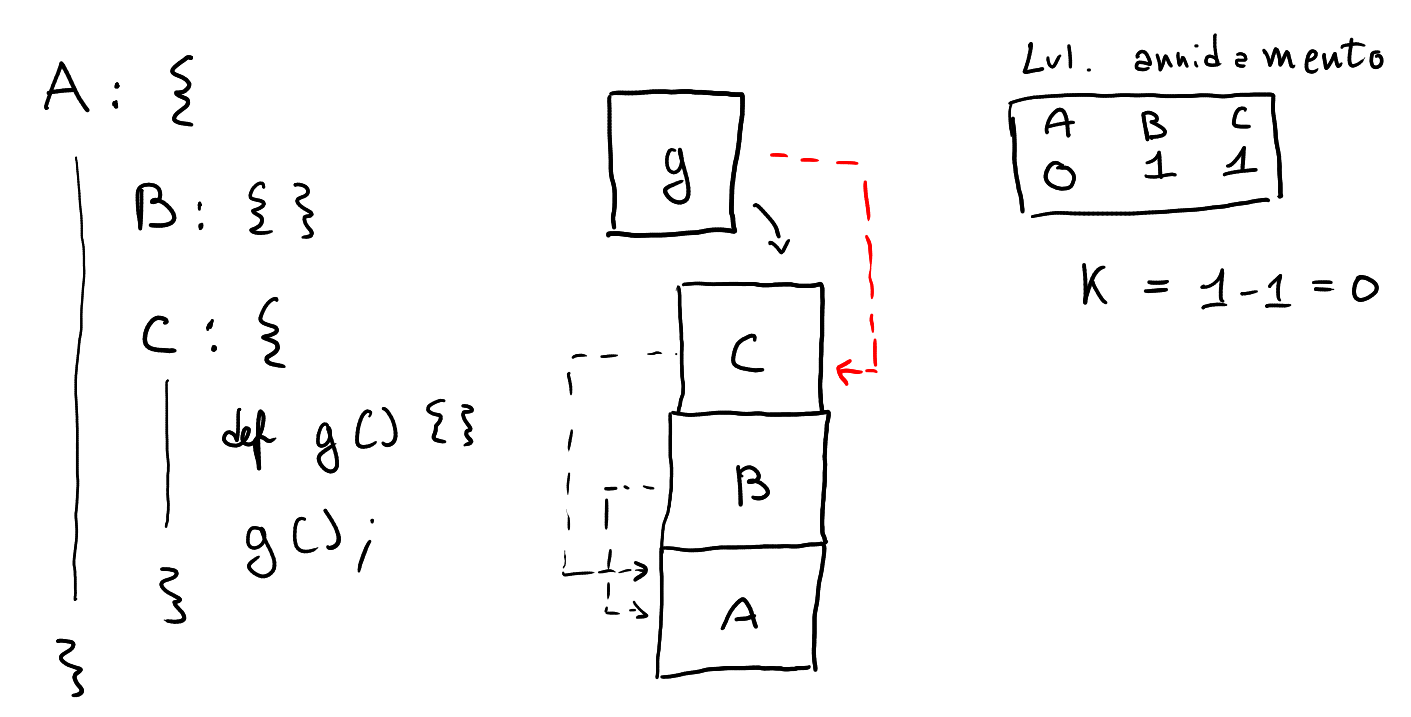 A: {
B: { }
C: {
def g() {}
g();
}
}
g
C
B
A
Lvl. annidamento
A B C
0 1 1
K = 1-1 = 0